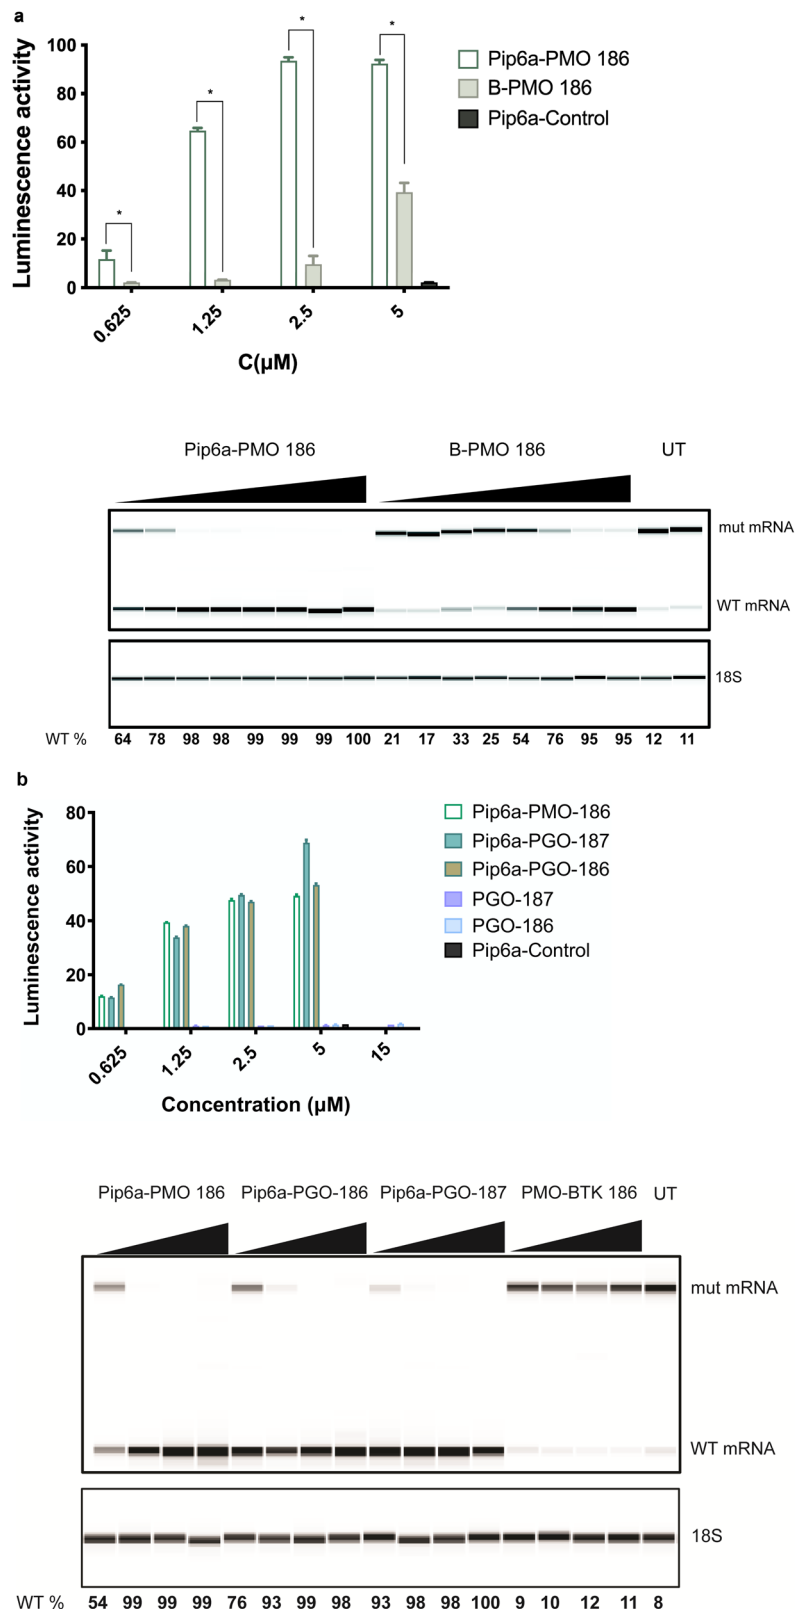 a
100
80
60
40
20
0
Luminescence activity
* * * *
0.625 1.25 2.5 5
C(µM)
Pip6a-PMO 186
B-PMO 186
Pip6a-Control
Pip6a-PMO 186 B-PMO 186 UT
mut mRNA
WT mRNA
18S
WT % 64 78 98 98 99 99 99 100 21 17 33 25 54 76 95 95 12 11
b
80
60
40
20
0
Luminescence activity
0.625 1.25 2.5 5 15
Concentration (µM)
Pip6a-PMO-186
Pip6a-PGO-187
Pip6a-PGO-186
PGO-187
PGO-186
Pip6a-Control
Pip6a-PMO 186 Pip6a-PGO-186 Pip6a-PGO-187 PMO-BTK 186 UT
mut mRNA
WT mRNA
18S
WT % 54 99 99 99 76 93 99 98 93 98 98 100 9 10 12 11 8